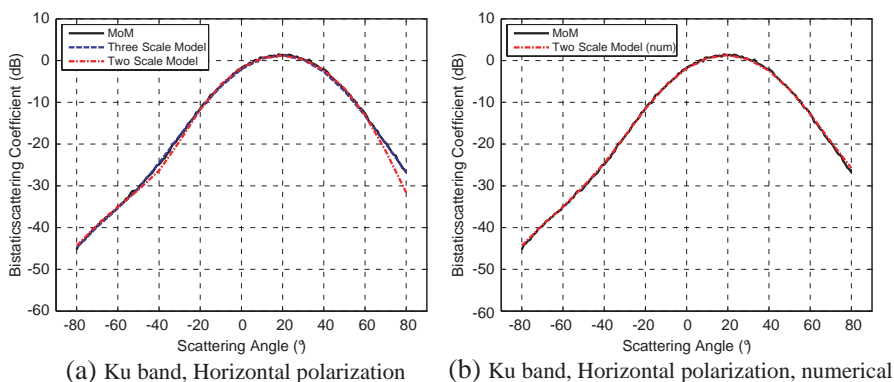 10
0
-10
-20
-30
-40
-50
-60
Bistaticscattering Coefficient (dB)
MoM
Three Scale Model
Two Scale Model
-80 -60 -40 -20 0 20 40 60 80
Scattering Angle (°)
(a) Ku band, Horizontal polarization
10
0
-10
-20
-30
-40
-50
-60
Bistaticscattering Coefficient (dB)
MoM
Two Scale Model (num)
-80 -60 -40 -20 0 20 40 60 80
Scattering Angle (°)
(b) Ku band, Horizontal polarization, numerical